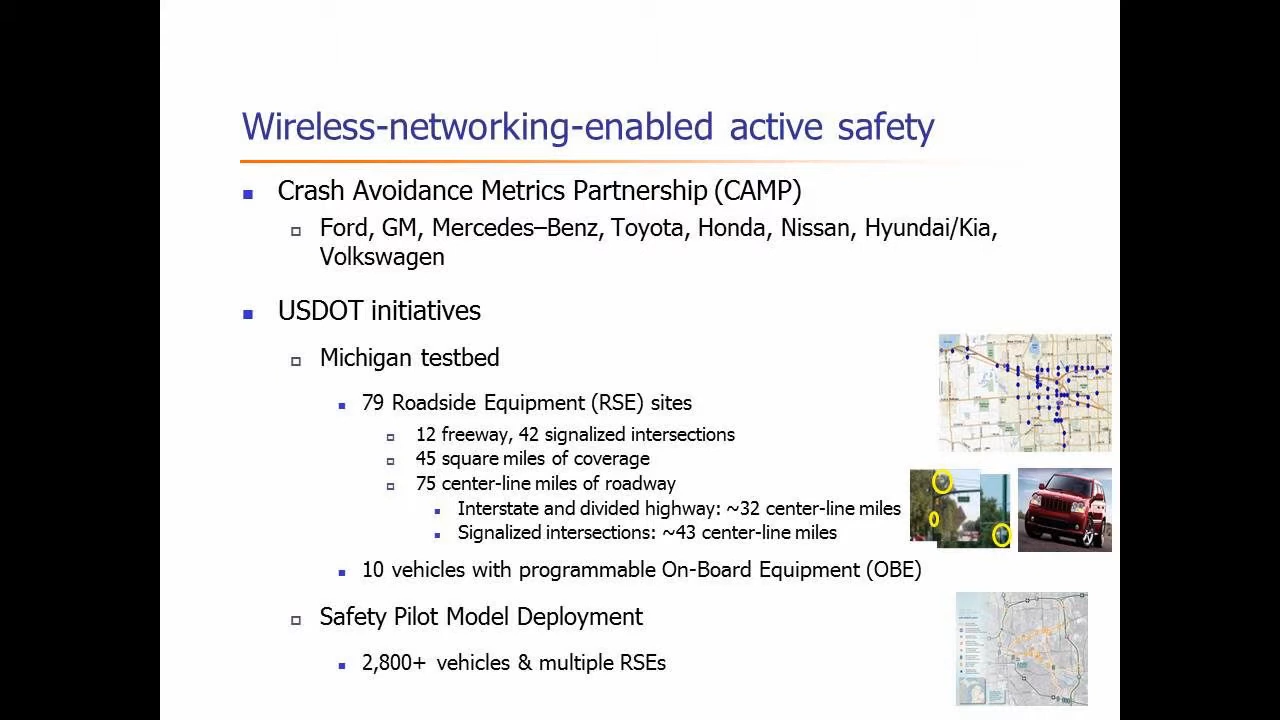 Wireless-networking-enabled active safety
Crash Avoidance Metrics Partnership (CAMP)
Ford, GM, Mercedes–Benz, Toyota, Honda, Nissan, Hyundai/Kia,
Volkswagen
USDOT initiatives
Michigan testbed
79 Roadside Equipment (RSE) sites
12 freeway, 42 signalized intersections
45 square miles of coverage
75 center-line miles of roadway
Interstate and divided highway: ~32 center-line miles
Signalized intersections: ~43 center-line miles
10 vehicles with programmable On-Board Equipment (OBE)
Safety Pilot Model Deployment
2,800+ vehicles & multiple RSEs